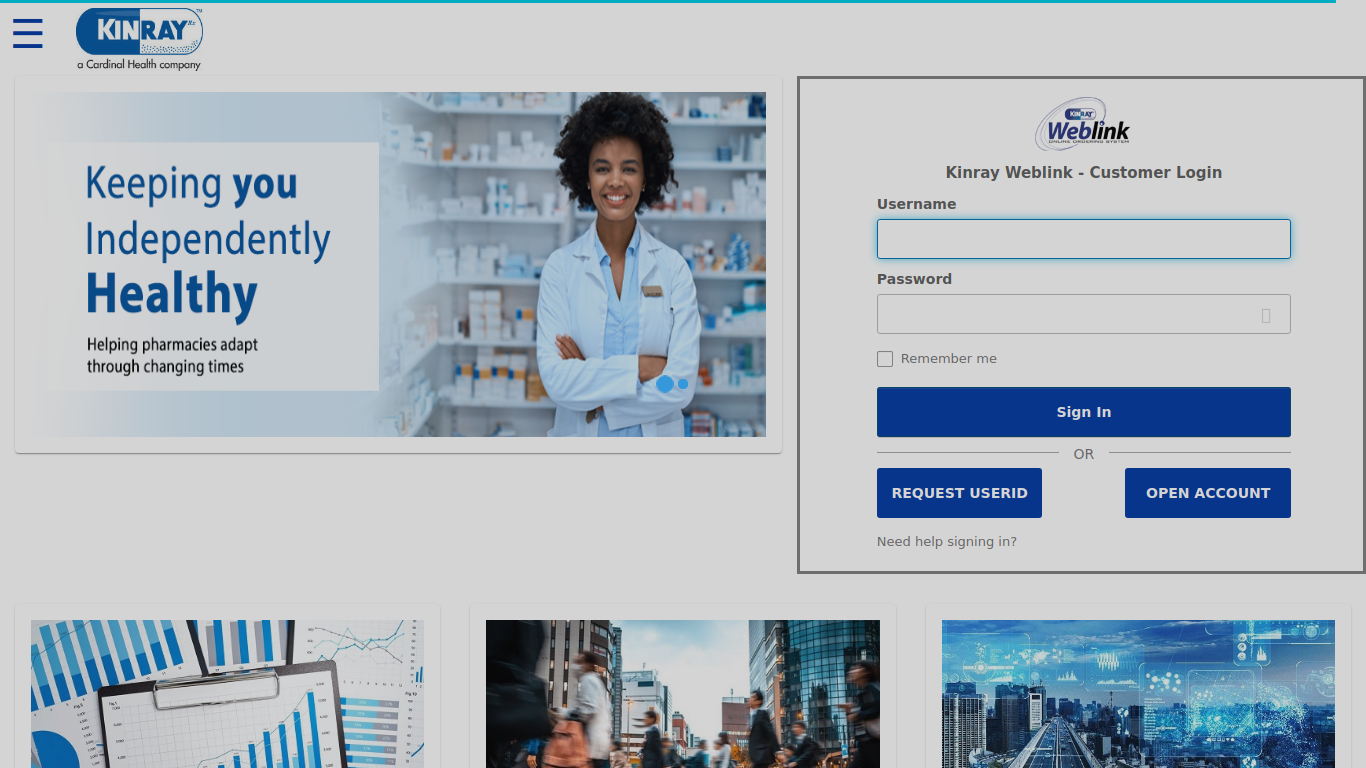 KINRAY Rx™
a Cardinal Health company
Keeping you
Independently
Healthy
Helping pharmacies adapt
through changing times
KINRAY
Weblink
ONLINE ORDERING SYSTEM
Kinray Weblink - Customer Login
Username
Password
Remember me
Sign In
OR
REQUEST USERID
OPEN ACCOUNT
Need help signing in?